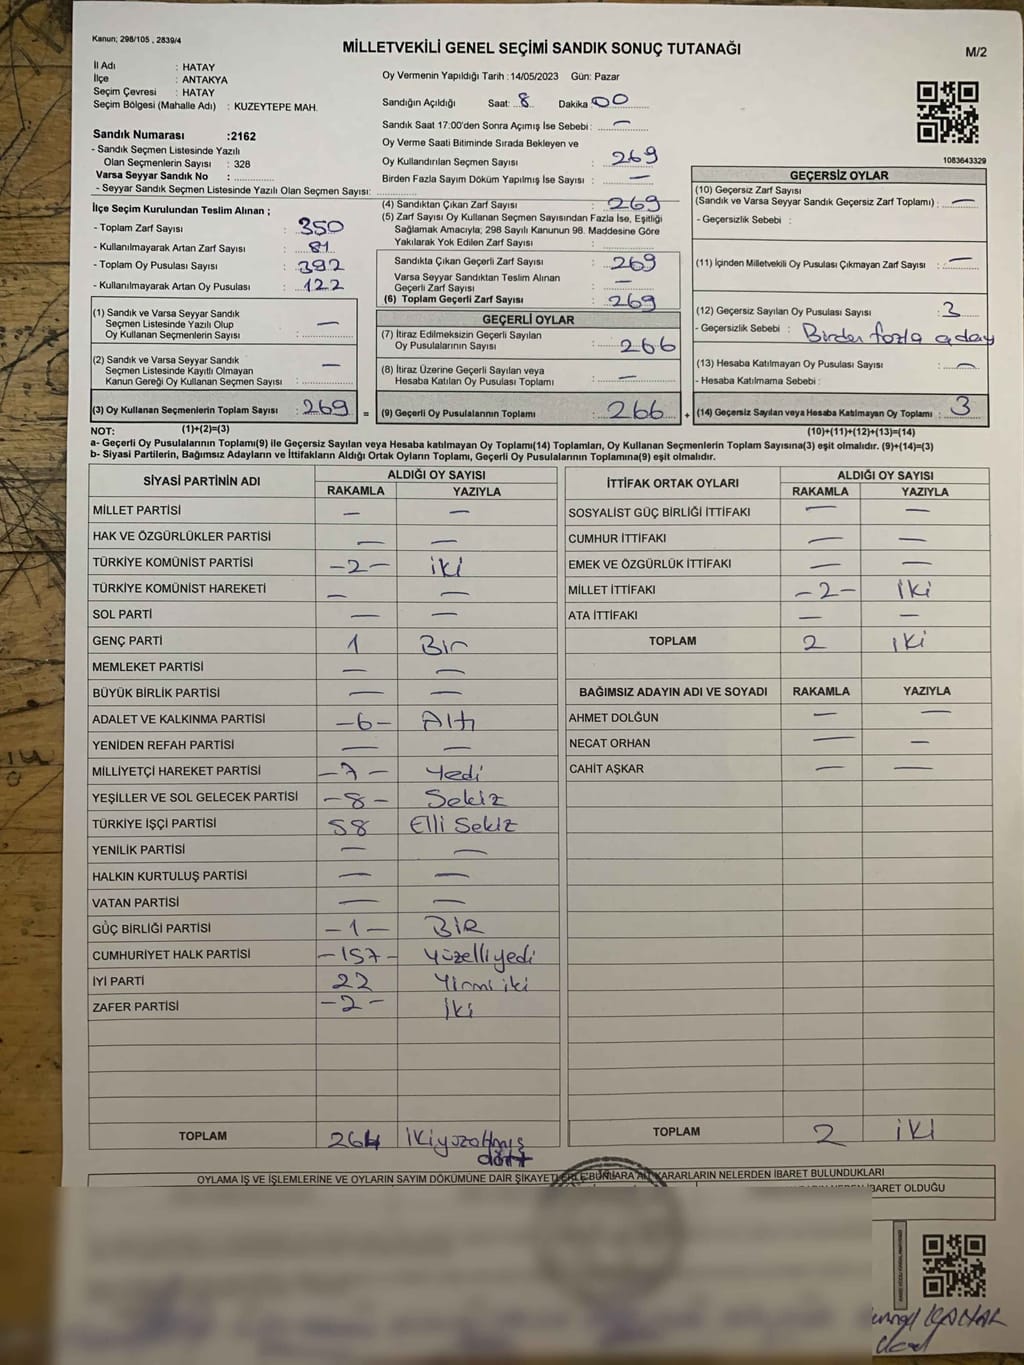 Kanun; 298/105 , 2839/4
MİLLETVEKİLİ GENEL SEÇİMİ SANDIK SONUÇ TUTANAĞI
M/2
İl Adı : HATAY
İlçe : ANTAKYA
Seçim Çevresi : HATAY
Seçim Bölgesi (Mahalle Adı) : KUZEYTEPE MAH.
Sandık Numarası :2162
- Sandık Seçmen Listesinde Yazılı
Olan Seçmenlerin Sayısı : 328
Varsa Seyyar Sandık No :
- Seyyar Sandık Seçmen Listesinde Yazılı Olan Seçmen Sayısı:
İlçe Seçim Kurulundan Teslim Alınan ;
- Toplam Zarf Sayısı : 350
- Kullanılmayarak Artan Zarf Sayısı : 81
- Toplam Oy Pusulası Sayısı : 392
- Kullanılmayarak Artan Oy Pusulası : 122
(1) Sandık ve Varsa Seyyar Sandık
Seçmen Listesinde Yazılı Olup
Oy Kullanan Seçmenlerin Sayısı : —
(2) Sandık ve Varsa Seyyar Sandık
Seçmen Listesinde Kayıtlı Olmayan
Kanun Gereği Oy Kullanan Seçmen Sayısı : —
(3) Oy Kullanan Seçmenlerin Toplam Sayısı : 269 =
(1)+(2)=(3)
Oy Vermenin Yapıldığı Tarih : 14/05/2023 Gün: Pazar
Sandığın Açıldığı Saat: 8 Dakika 00
Sandık Saat 17:00'den Sonra Açımış İse Sebebi : —
Oy Verme Saati Bitiminde Sırada Bekleyen ve
Oy Kullandırılan Seçmen Sayısı : 269
Birden Fazla Sayım Döküm Yapılmış İse Sayısı : —
(4) Sandıktan Çıkan Zarf Sayısı : 269
(5) Zarf Sayısı Oy Kullanan Seçmen Sayısından Fazla İse, Eşitliği
Sağlamak Amacıyla; 298 Sayılı Kanunun 98. Maddesine Göre
Yakılarak Yok Edilen Zarf Sayısı :
Sandıkta Çıkan Geçerli Zarf Sayısı : 269
Varsa Seyyar Sandıktan Teslim Alınan
Geçerli Zarf Sayısı : —
(6) Toplam Geçerli Zarf Sayısı : 269
GEÇERLİ OYLAR
(7) İtiraz Edilmeksizin Geçerli Sayılan
Oy Pusulalarının Sayısı : 266
(8) İtiraz Üzerine Geçerli Sayılan veya
Hesaba Katılan Oy Pusulası Toplamı : —
(9) Geçerli Oy Pusulalarının Toplamı : 266 +
1083643329
GEÇERSİZ OYLAR
(10) Geçersiz Zarf Sayısı
(Sandık ve Varsa Seyyar Sandık Geçersiz Zarf Toplamı) : —
- Geçersizlik Sebebi :
(11) İçinden Milletvekili Oy Pusulası Çıkmayan Zarf Sayısı : —
(12) Geçersiz Sayılan Oy Pusulası Sayısı : 3
- Geçersizlik Sebebi : Birden fazla aday
(13) Hesaba Katılmayan Oy Pusulası Sayısı : —
- Hesaba Katılmama Sebebi :
(14) Geçersiz Sayılan veya Hesaba Katılmayan Oy Toplamı : 3
(10)+(11)+(12)+(13)=(14)
NOT:
a- Geçerli Oy Pusulalarının Toplamı(9) ile Geçersiz Sayılan veya Hesaba katılmayan Oy Toplamı(14) Toplamları, Oy Kullanan Seçmenlerin Toplam Sayısına(3) eşit olmalıdır. (9)+(14)=(3)
b- Siyasi Partilerin, Bağımsız Adayların ve İttifakların Aldığı Ortak Oyların Toplamı, Geçerli Oy Pusulalarının Toplamına(9) eşit olmalıdır.
SİYASİ PARTİNİN ADI ALDIĞI OY SAYISI
RAKAMLA YAZIYLA
MİLLET PARTİSİ — —
HAK VE ÖZGÜRLÜKLER PARTİSİ — —
TÜRKİYE KOMÜNİST PARTİSİ -2- iki
TÜRKİYE KOMÜNİST HAREKETİ — —
SOL PARTİ — —
GENÇ PARTİ 1 Bir
MEMLEKET PARTİSİ — —
BÜYÜK BİRLİK PARTİSİ — —
ADALET VE KALKINMA PARTİSİ -6- Altı
YENİDEN REFAH PARTİSİ — —
MİLLİYETÇİ HAREKET PARTİSİ -7- Yedi
YEŞİLLER VE SOL GELECEK PARTİSİ -8- Sekiz
TÜRKİYE İŞÇİ PARTİSİ 58 Elli Sekiz
YENİLİK PARTİSİ — —
HALKIN KURTULUŞ PARTİSİ — —
VATAN PARTİSİ — —
GÜÇ BİRLİĞİ PARTİSİ -1- BİR
CUMHURİYET HALK PARTİSİ -157- Yüzelliyedi
İYİ PARTİ 22 Yirmi iki
ZAFER PARTİSİ -2- İki
TOPLAM 264 İkiyüzaltmış
dört
İTTİFAK ORTAK OYLARI ALDIĞI OY SAYISI
RAKAMLA YAZIYLA
SOSYALİST GÜÇ BİRLİĞİ İTTİFAKI — —
CUMHUR İTTİFAKI — —
EMEK VE ÖZGÜRLÜK İTTİFAKI — —
MİLLET İTTİFAKI -2- İki
ATA İTTİFAKI — —
TOPLAM 2 iki
BAĞIMSIZ ADAYIN ADI VE SOYADI RAKAMLA YAZIYLA
AHMET DOLĞUN — —
NECAT ORHAN — —
CAHİT AŞKAR — —
TOPLAM 2 iki
OYLAMA İŞ VE İŞLEMLERİNE VE OYLARIN SAYIM DÖKÜMÜNE DAİR ŞİKAYETLERLE BUNLARA AİT KARARLARIN NELERDEN İBARET BULUNDUKLARI
İBARET OLDUĞU